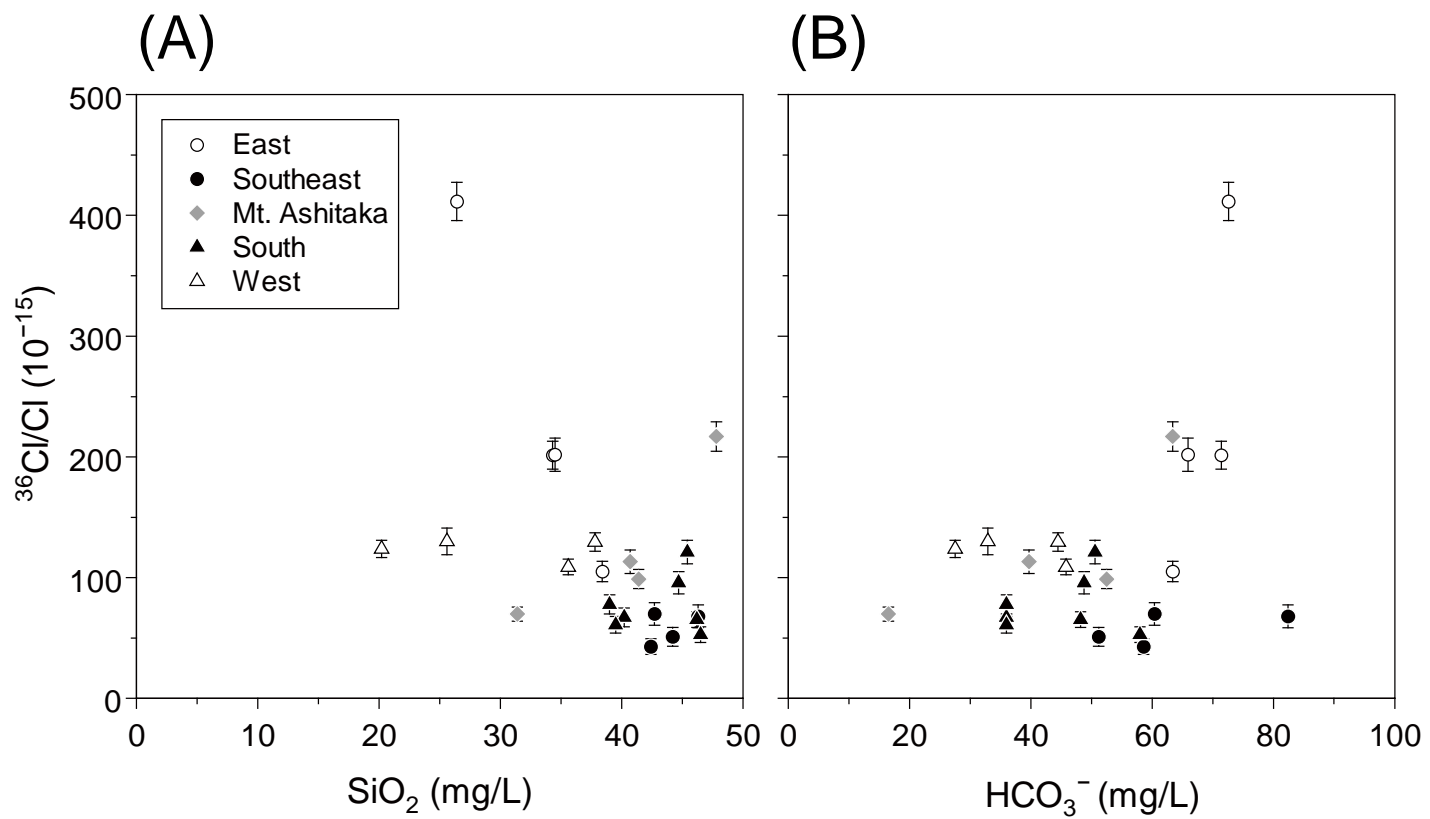 (A)
(B)
500
400
300
200
100
0
East
Southeast
Mt. Ashitaka
South
West
³⁶Cl/Cl (10⁻¹⁵)
0 10 20 30 40 50
0 20 40 60 80 100
SiO₂ (mg/L)
HCO₃⁻ (mg/L)